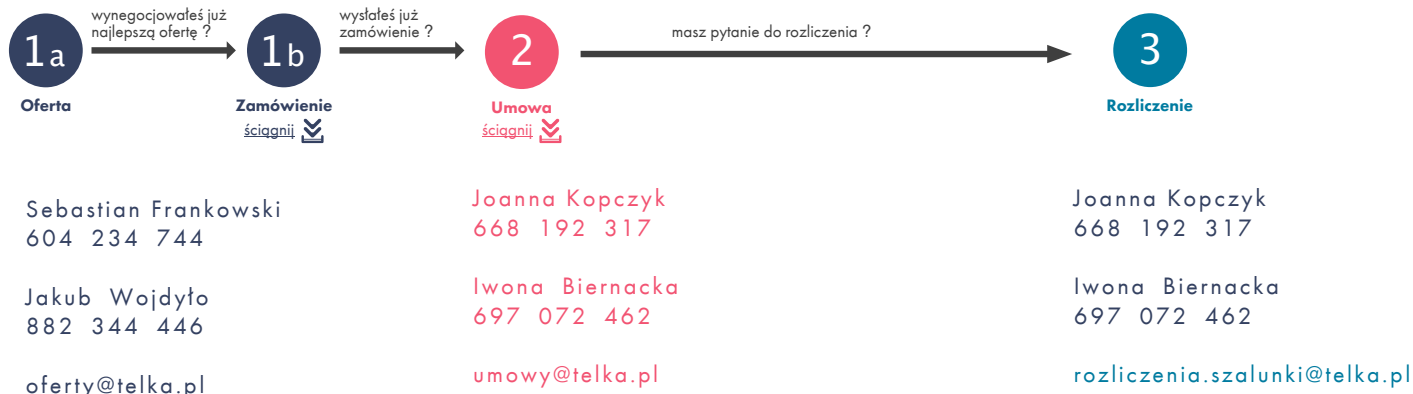 wynegocjowałeś już
najlepszą ofertę ?
wysłałeś już
zamówienie ?
masz pytanie do rozliczenia ?
1a
1b
2
3
Oferta
Zamówienie
ściągnij
Umowa
ściągnij
Rozliczenie
Sebastian Frankowski
604 234 744
Jakub Wojdyło
882 344 446
oferty@telka.pl
Joanna Kopczyk
668 192 317
Iwona Biernacka
697 072 462
umowy@telka.pl
Joanna Kopczyk
668 192 317
Iwona Biernacka
697 072 462
rozliczenia.szalunki@telka.pl